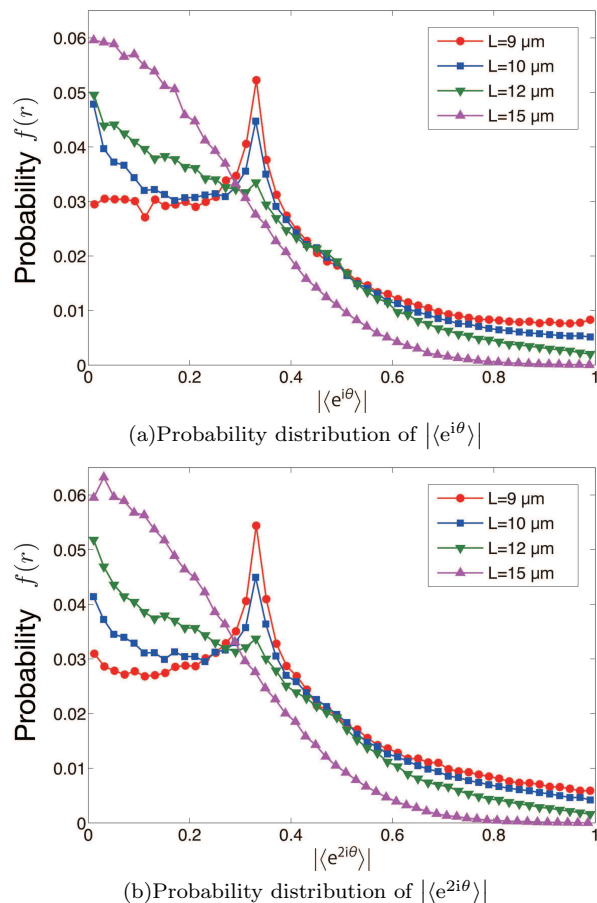 0.06
0.05
0.04
0.03
0.02
0.01
0
Probability f(r)
L=9 μm
L=10 μm
L=12 μm
L=15 μm
0 0.2 0.4 0.6 0.8 1
|⟨e^{iθ}⟩|
(a)Probability distribution of |⟨e^{iθ}⟩|
0.06
0.05
0.04
0.03
0.02
0.01
0
Probability f(r)
L=9 μm
L=10 μm
L=12 μm
L=15 μm
0 0.2 0.4 0.6 0.8 1
|⟨e^{2iθ}⟩|
(b)Probability distribution of |⟨e^{2iθ}⟩|